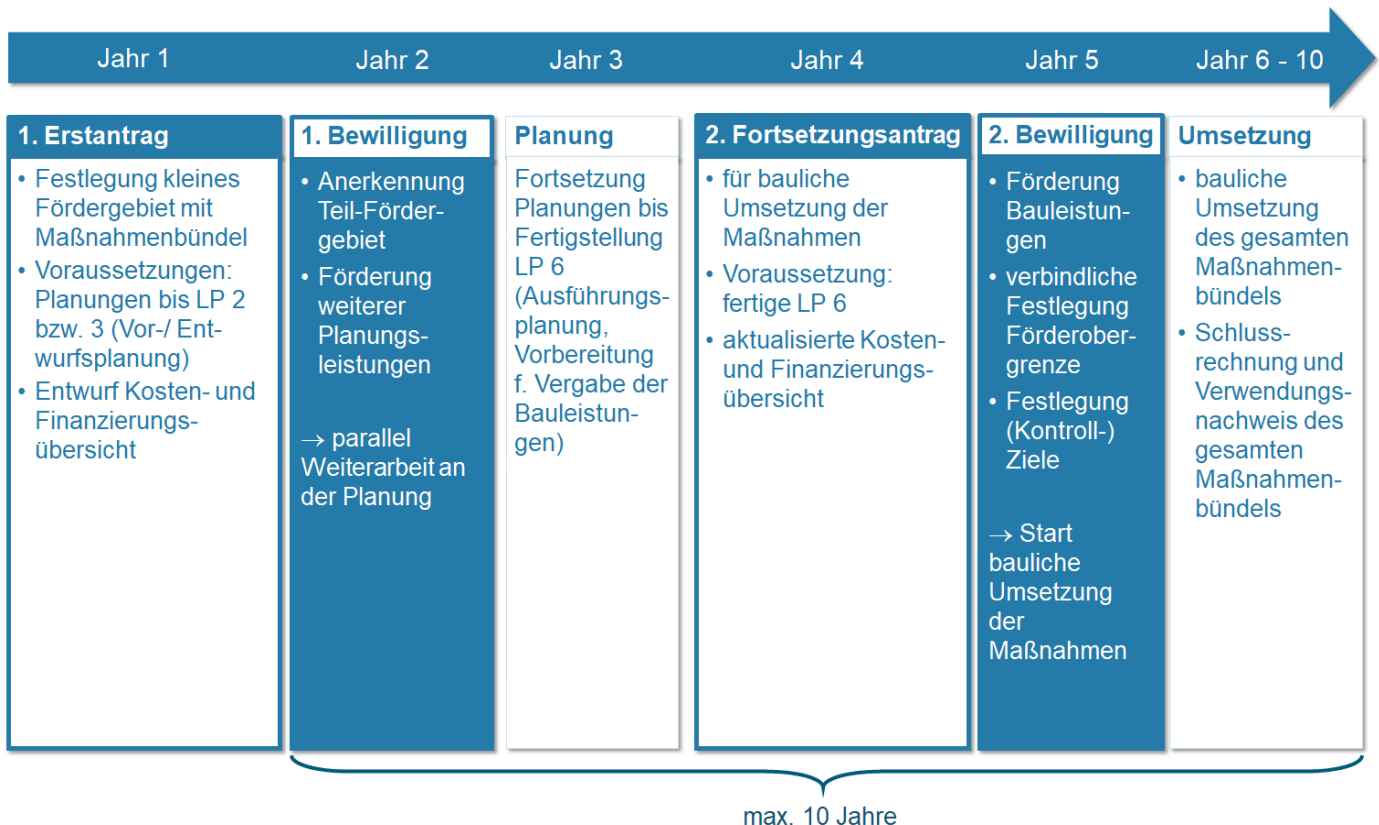 Jahr 1
Jahr 2
Jahr 3
Jahr 4
Jahr 5
Jahr 6 - 10
1. Erstantrag
• Festlegung kleines
Fördergebiet mit
Maßnahmenbündel
• Voraussetzungen:
Planungen bis LP 2
bzw. 3 (Vor-/ Ent-
wurfsplanung)
• Entwurf Kosten- und
Finanzierungs-
übersicht
1. Bewilligung
• Anerkennung
Teil-Förder-
gebiet
• Förderung
weiterer
Planungs-
leistungen
→ parallel
Weiterarbeit an
der Planung
Planung
Fortsetzung
Planungen bis
Fertigstellung
LP 6
(Ausführungs-
planung,
Vorbereitung
f. Vergabe der
Bauleistun-
gen)
2. Fortsetzungsantrag
• für bauliche
Umsetzung der
Maßnahmen
• Voraussetzung:
fertige LP 6
• aktualisierte Kosten-
und Finanzierungs-
übersicht
2. Bewilligung
• Förderung
Bauleistun-
gen
• verbindliche
Festlegung
Förderober-
grenze
• Festlegung
(Kontroll-)
Ziele
→ Start
bauliche
Umsetzung
der
Maßnahmen
Umsetzung
• bauliche
Umsetzung
des gesamten
Maßnahmen-
bündels
• Schluss-
rechnung und
Verwendungs-
nachweis des
gesamten
Maßnahmen-
bündels
max. 10 Jahre